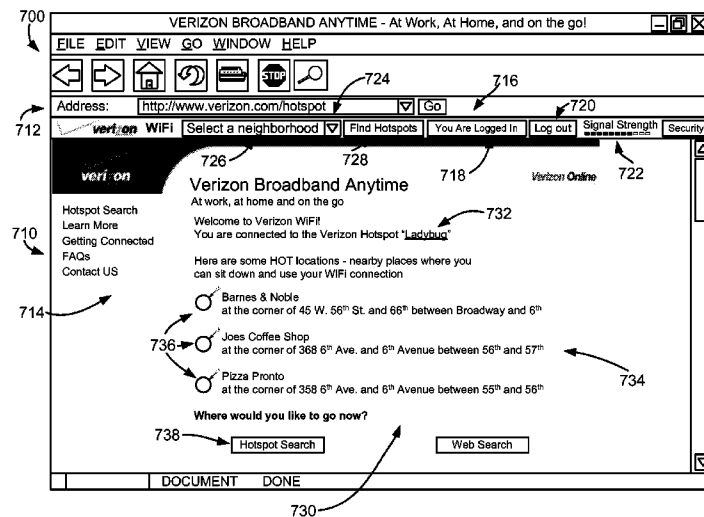 700
VERIZON BROADBAND ANYTIME - At Work, At Home, and on the go!
FILE EDIT VIEW GO WINDOW HELP
STOP
724
Address: http://www.verizon.com/hotspot Go
716
720
712
verizon WiFi Select a neighborhood Find Hotspots You Are Logged In Log out Signal Strength Security
726
728
718
722
verizon
Verizon Broadband Anytime
Verizon Online
At work, at home and on the go
732
Welcome to Verizon WiFi!
You are connected to the Verizon Hotspot "Ladybug"
710
Hotspot Search
Learn More
Getting Connected
FAQs
Contact US
714
Here are some HOT locations - nearby places where you
can sit down and use your WiFi connection
Barnes & Noble
at the corner of 45 W. 56th St. and 66th between Broadway and 6th
736
Joes Coffee Shop
at the corner of 368 6th Ave. and 6th Avenue between 56th and 57th
734
Pizza Pronto
at the corner of 358 6th Ave. and 6th Avenue between 55th and 56th
Where would you like to go now?
738
Hotspot Search Web Search
DOCUMENT DONE
730